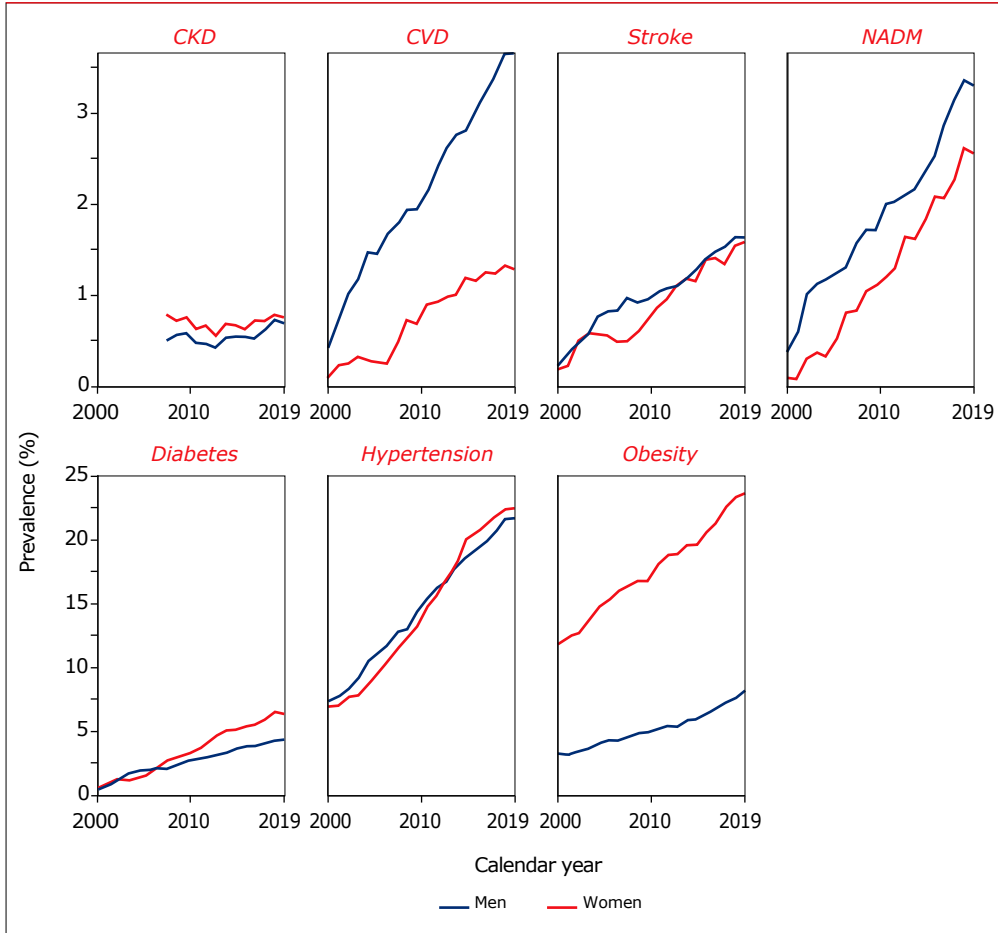 CKD CVD Stroke NADM
3
2
1
0
2000 2010 2019 2000 2010 2019 2000 2010 2019 2000 2010 2019
Prevalence (%)
Diabetes Hypertension Obesity
25
20
15
10
5
0
2000 2010 2019 2000 2010 2019 2000 2010 2019
Calendar year
Men Women